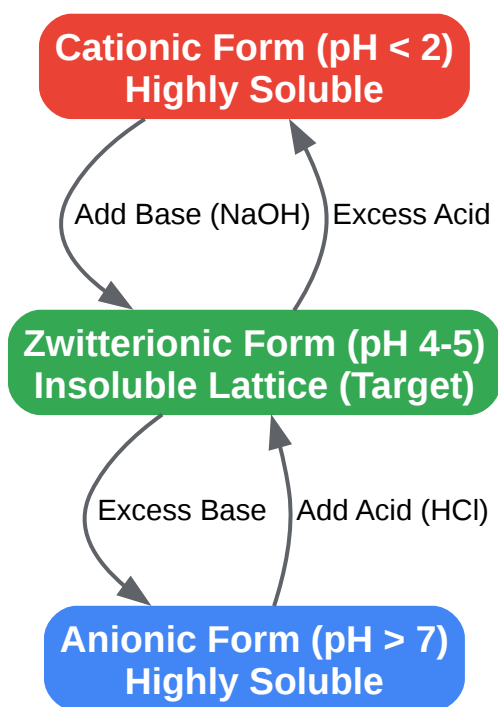 Cationic Form (pH < 2)
Highly Soluble
Add Base (NaOH)
Excess Acid
Zwitterionic Form (pH 4-5)
Insoluble Lattice (Target)
Excess Base
Add Acid (HCl)
Anionic Form (pH > 7)
Highly Soluble